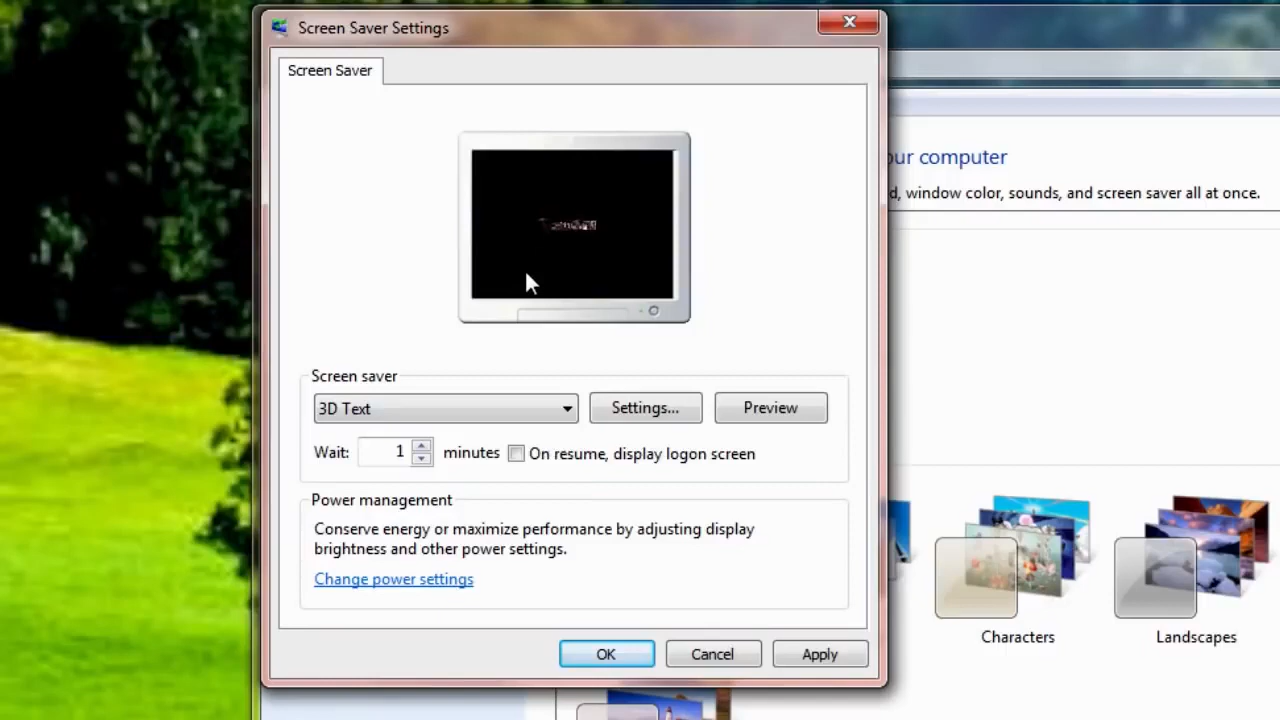 Screen Saver Settings
Screen Saver
our computer
d, window color, sounds, and screen saver all at once.
Screen saver
3D Text
Settings...
Preview
Wait: 1 minutes
On resume, display logon screen
Power management
Conserve energy or maximize performance by adjusting display
brightness and other power settings.
Change power settings
Characters
Landscapes
OK
Cancel
Apply